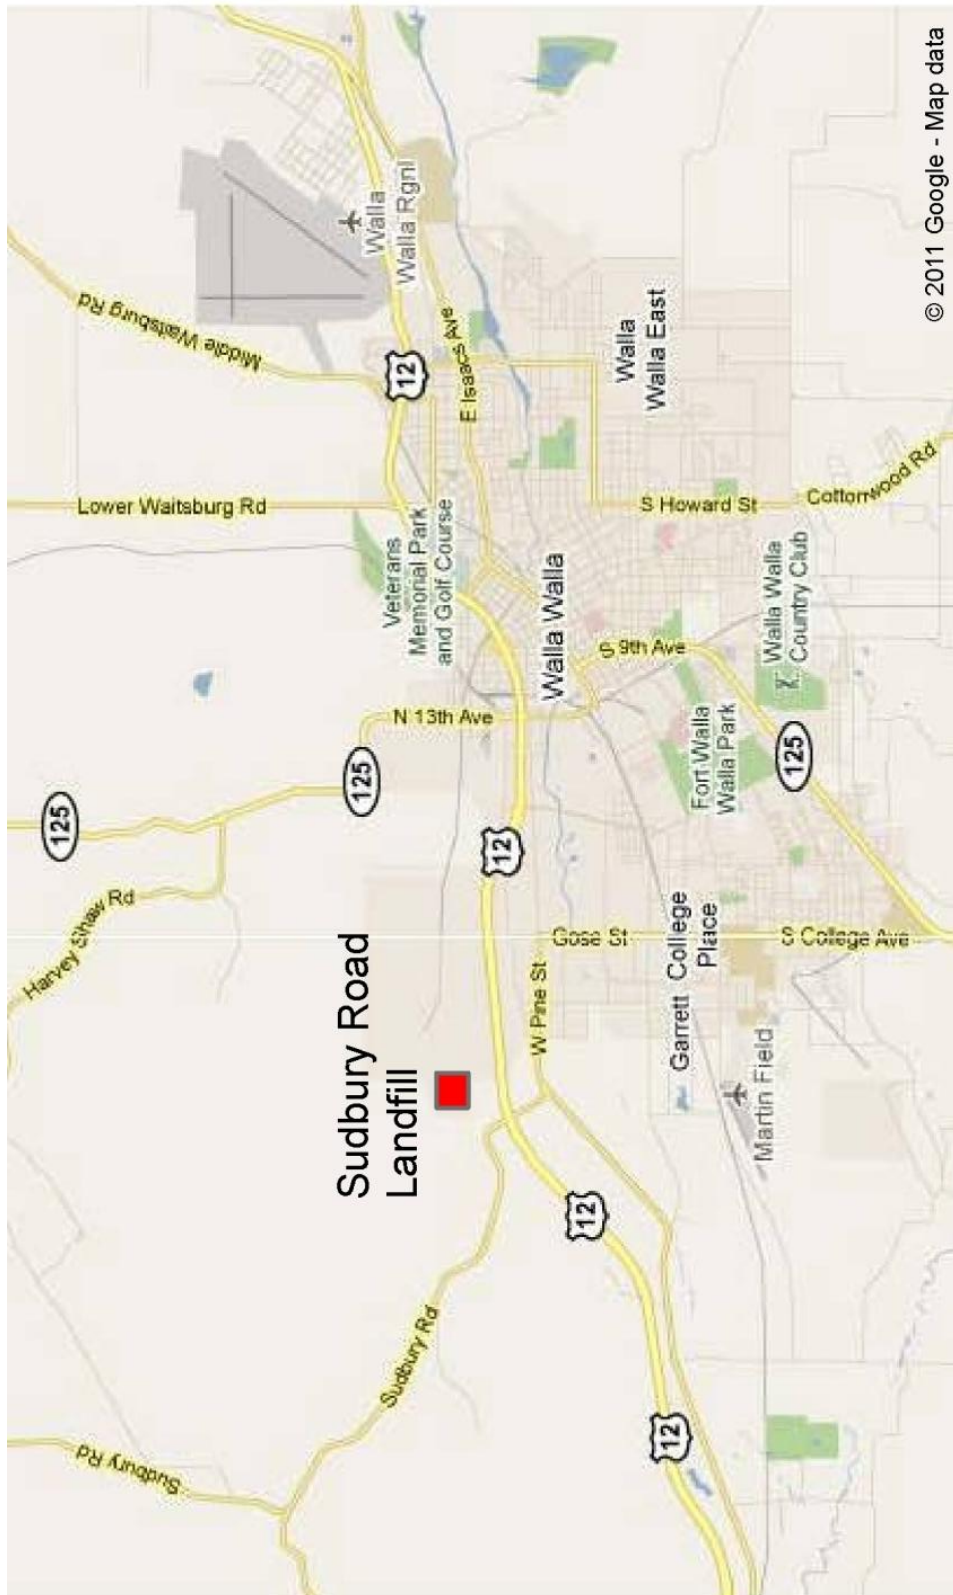 Sudbury Rd
Sudbury Rd
Harvey Shaw Rd
125
125
Lower Waitsburg Rd
Middle Waitsburg Rd
Sudbury Road
Landfill
N 13th Ave
Veterans
Memorial Park
and Golf Course
12
Walla
Walla Rgnl
E Isaacs Ave
12
12
12
W Pine St
Gose St
Walla Walla
S 9th Ave
Walla
Walla East
S Howard St
Garrett
College
Place
Fort Walla
Walla Park
Martin Field
125
Walla Walla
Country Club
S College Ave
Cottonwood Rd
© 2011 Google - Map data